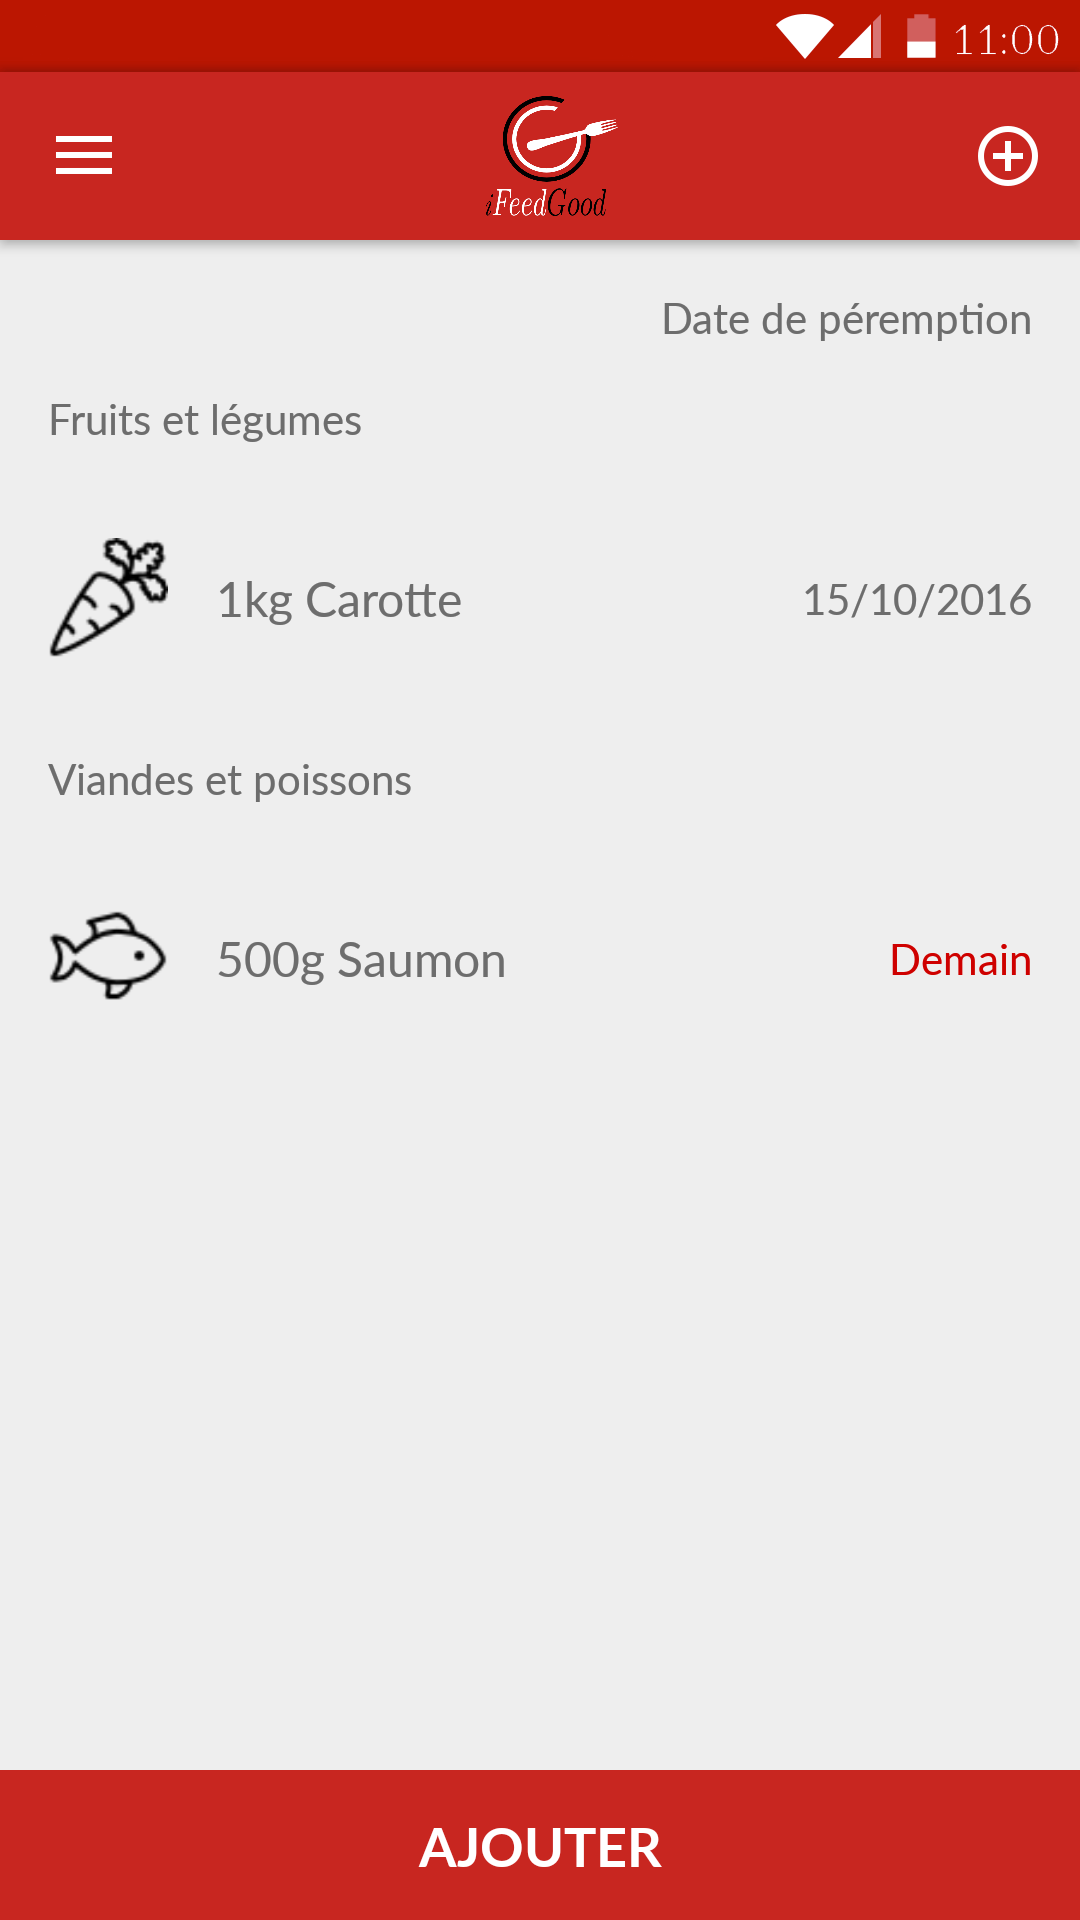 11:00
iFeedGood
Date de péremption
Fruits et légumes
1kg Carotte 15/10/2016
Viandes et poissons
500g Saumon Demain
AJOUTER